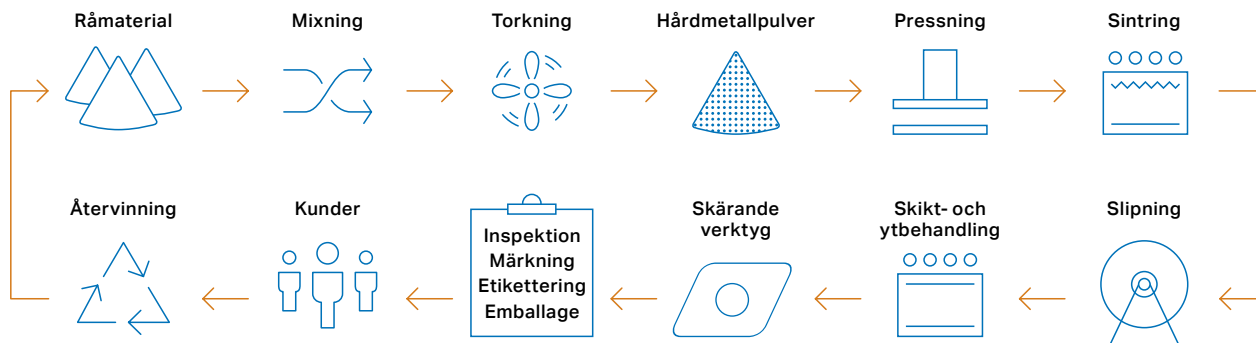 Råmaterial
Mixning
Torkning
Hårdmetallpulver
Pressning
Sintring
Återvinning
Kunder
Inspektion
Märkning
Etikettering
Emballage
Skärande
verktyg
Skikt- och
ytbehandling
Slipning